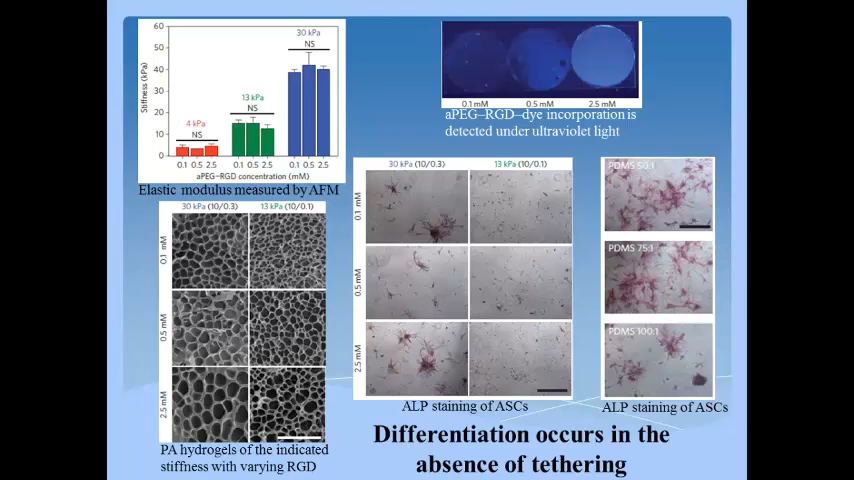 60
50
40
30
20
10
0
Stiffness (kPa)
4 kPa
NS
13 kPa
NS
30 kPa
NS
0.1 0.5 2.5 0.1 0.5 2.5 0.1 0.5 2.5
aPEG–RGD concentration (mM)
Elastic modulus measured by AFM
0.1 mM 0.5 mM 2.5 mM
aPEG–RGD–dye incorporation is
detected under ultraviolet light
30 kPa (10/0.3) 13 kPa (10/0.1)
0.1 mM
0.5 mM
2.5 mM
PA hydrogels of the indicated
stiffness with varying RGD
30 kPa (10/0.3) 13 kPa (10/0.1)
0.1 mM
0.5 mM
2.5 mM
ALP staining of ASCs
PDMS 50:1
PDMS 75:1
PDMS 100:1
ALP staining of ASCs
Differentiation occurs in the
absence of tethering